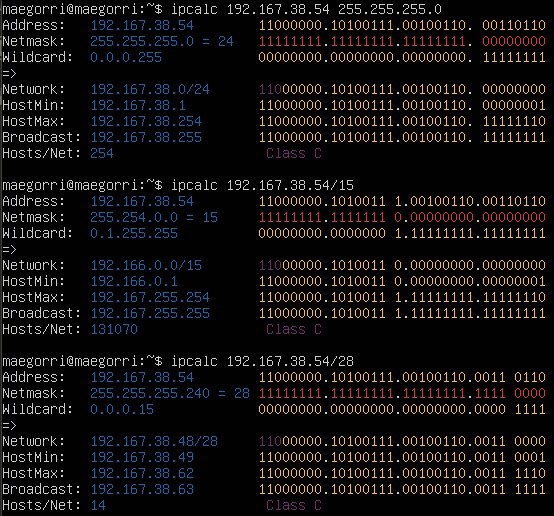 maegorri@maegorri:~$ ipcalc 192.167.38.54 255.255.255.0
Address: 192.167.38.54 11000000.10100111.00100110. 00110110
Netmask: 255.255.255.0 = 24 11111111.11111111.11111111. 00000000
Wildcard: 0.0.0.255 00000000.00000000.00000000. 11111111
=>
Network: 192.167.38.0/24 11000000.10100111.00100110. 00000000
HostMin: 192.167.38.1 11000000.10100111.00100110. 00000001
HostMax: 192.167.38.254 11000000.10100111.00100110. 11111110
Broadcast: 192.167.38.255 11000000.10100111.00100110. 11111111
Hosts/Net: 254 Class C
maegorri@maegorri:~$ ipcalc 192.167.38.54/15
Address: 192.167.38.54 11000000.1010011 1.00100110.00110110
Netmask: 255.254.0.0 = 15 11111111.1111111 0.00000000.00000000
Wildcard: 0.1.255.255 00000000.0000000 1.11111111.11111111
=>
Network: 192.166.0.0/15 11000000.1010011 0.00000000.00000000
HostMin: 192.166.0.1 11000000.1010011 0.00000000.00000001
HostMax: 192.167.255.254 11000000.1010011 1.11111111.11111110
Broadcast: 192.167.255.255 11000000.1010011 1.11111111.11111111
Hosts/Net: 131070 Class C
maegorri@maegorri:~$ ipcalc 192.167.38.54/28
Address: 192.167.38.54 11000000.10100111.00100110.0011 0110
Netmask: 255.255.255.240 = 28 11111111.11111111.11111111.1111 0000
Wildcard: 0.0.0.15 00000000.00000000.00000000.0000 1111
=>
Network: 192.167.38.48/28 11000000.10100111.00100110.0011 0000
HostMin: 192.167.38.49 11000000.10100111.00100110.0011 0001
HostMax: 192.167.38.62 11000000.10100111.00100110.0011 1110
Broadcast: 192.167.38.63 11000000.10100111.00100110.0011 1111
Hosts/Net: 14 Class C